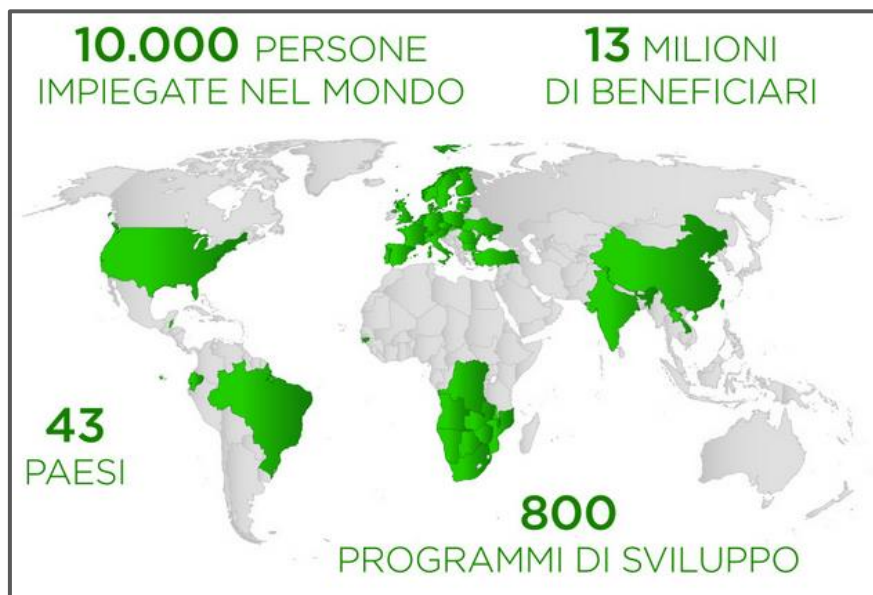 10.000 PERSONE
IMPIEGATE NEL MONDO
13 MILIONI
DI BENEFICIARI
43
PAESI
800
PROGRAMMI DI SVILUPPO